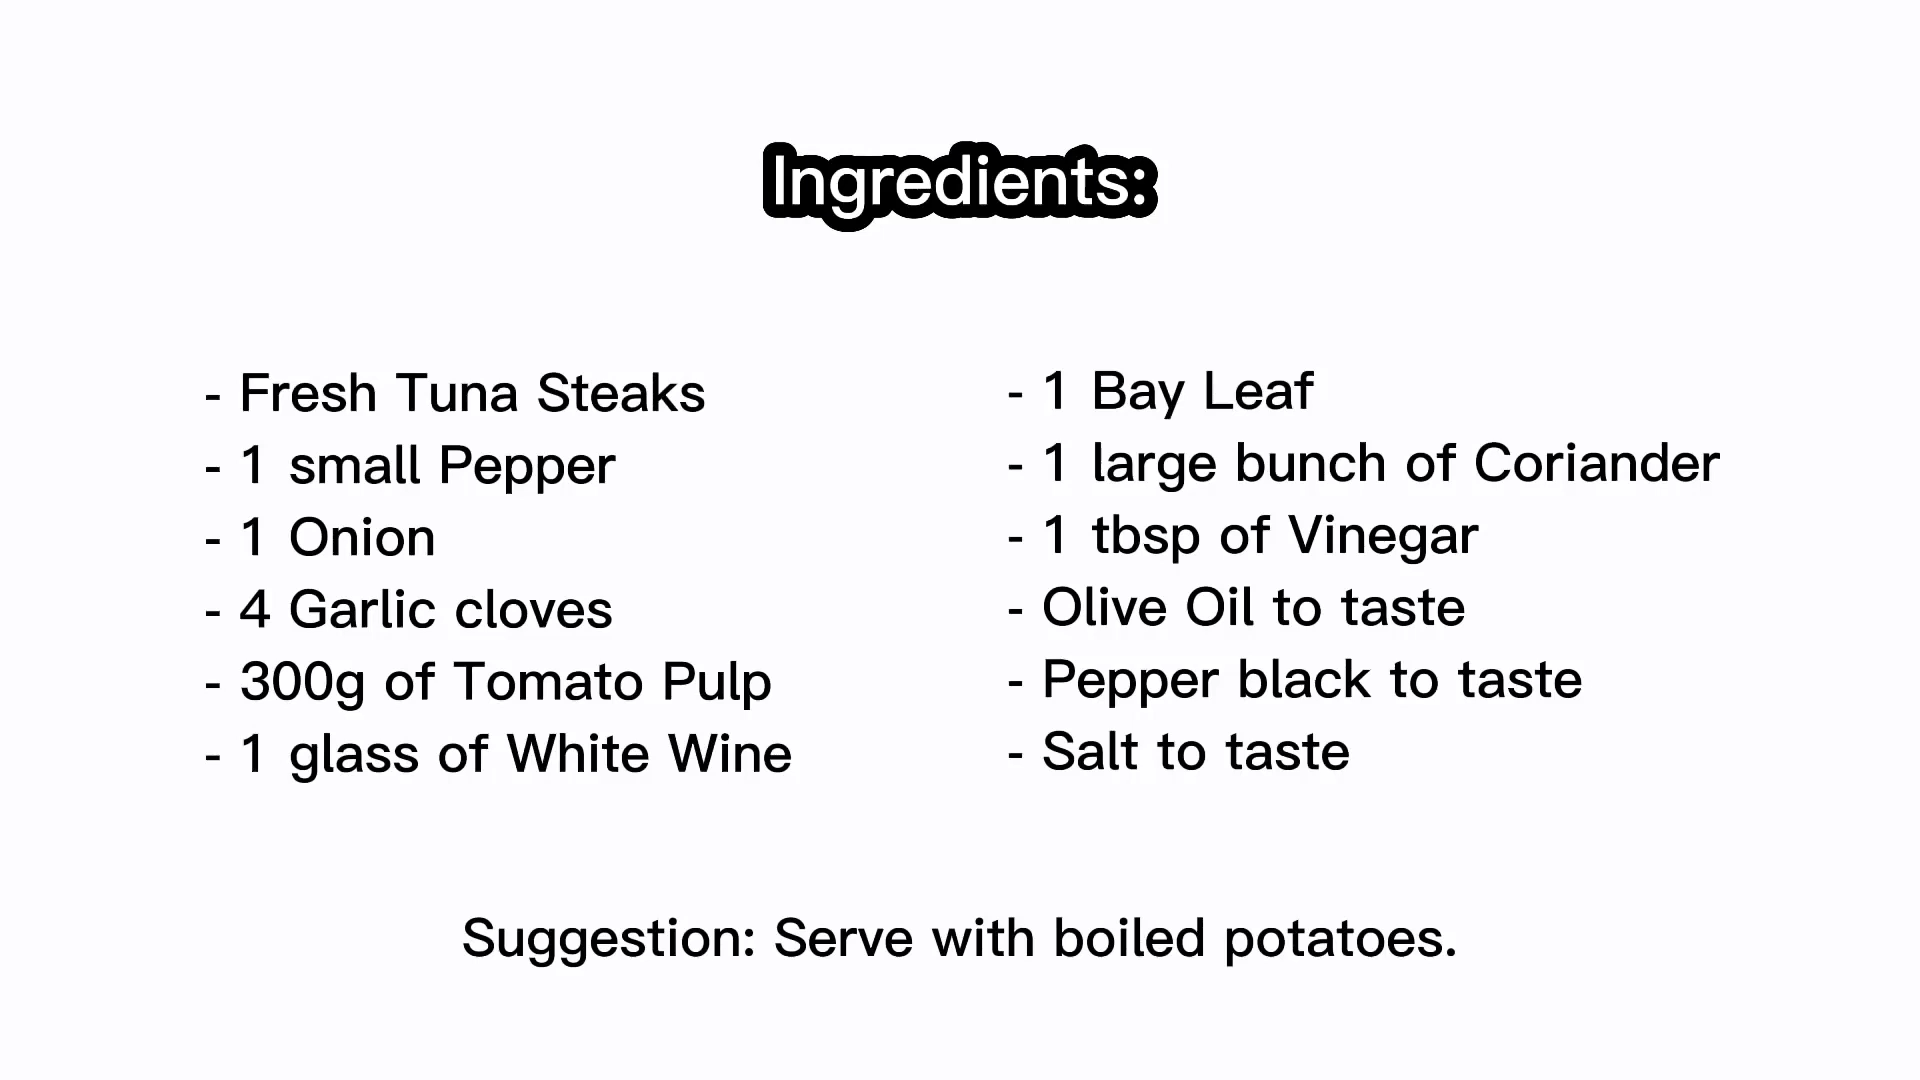 Ingredients:
- Fresh Tuna Steaks
- 1 small Pepper
- 1 Onion
- 4 Garlic cloves
- 300g of Tomato Pulp
- 1 glass of White Wine
- 1 Bay Leaf
- 1 large bunch of Coriander
- 1 tbsp of Vinegar
- Olive Oil to taste
- Pepper black to taste
- Salt to taste
Suggestion: Serve with boiled potatoes.